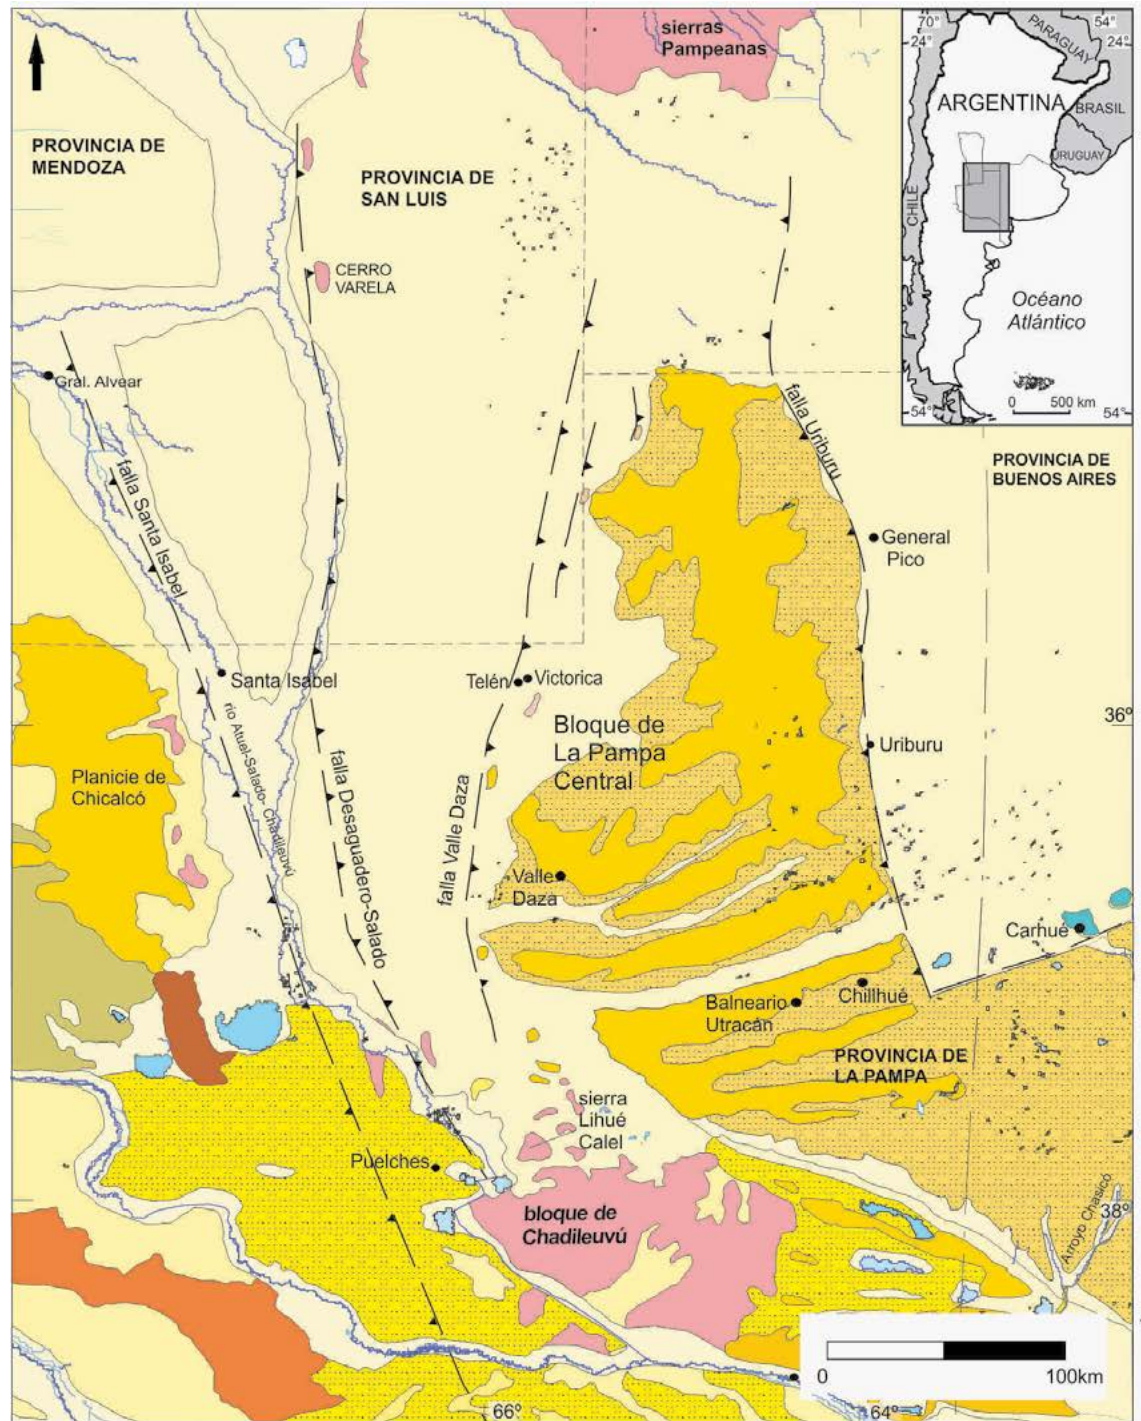 sierras
Pampeanas
PROVINCIA DE
MENDOZA
PROVINCIA DE
SAN LUIS
CERRO
VARELA
Gral. Alvear
falla Santa Isabel
falla Uriburu
PROVINCIA DE
BUENOS AIRES
General
Pico
Santa Isabel
Telén
Victorica
36º
Bloque de
La Pampa
Central
Uriburu
Planicie de
Chicalcó
río Atuel-Salado-Chadileuvú
falla Desaguadero-Salado
falla Valle Daza
Valle
Daza
Carhué
Balneario
Utracán
Chillhué
PROVINCIA DE
LA PAMPA
sierra
Lihué
Calel
Puelches
bloque de
Chadileuvú
Arroyo Chasicó
38º
0
100km
66º
64º
70°
54°
24°
24°
PARAGUAY
ARGENTINA
BRASIL
URUGUAY
CHILE
Océano
Atlántico
0
500 km
54°
54°